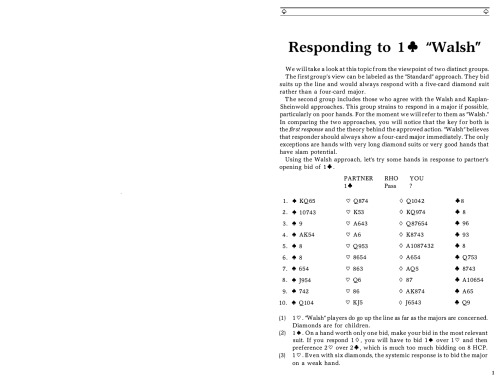 Responding to 1♣ “Walsh”
We will take a look at this topic from the viewpoint of two distinct groups.
The first group's view can be labeled as the "Standard" approach. They bid
suits up the line and would always respond with a five-card diamond suit
rather than a four-card major.
The second group includes those who agree with the Walsh and Kaplan-
Sheinwold approaches. This group strains to respond in a major if possible,
particularly on poor hands. For the moment we will refer to them as "Walsh."
In comparing the two approaches, you will notice that the key for both is
the first response and the theory behind the approved action. "Walsh" believes
that responder should always show a four-card major immediately. The only
exceptions are hands with very long diamond suits or very good hands that
have slam potential.
Using the Walsh approach, let's try some hands in response to partner's
opening bid of 1♣.
PARTNER RHO YOU
1♣ Pass ?
1. ♠ KQ65 ♡ Q874 ◇ Q1042 ♣8
2. ♠ 10743 ♡ K53 ◇ KQ974 ♣ 8
3. ♠ 9 ♡ A643 ◇ Q87654 ♣ 96
4. ♠ AK54 ♡ A6 ◇ K8743 ♣ 93
5. ♠ 8 ♡ Q953 ◇ A1087432 ♣ 8
6. ♠ 8 ♡ 8654 ◇ A654 ♣ Q753
7. ♠ 654 ♡ 863 ◇ AQ5 ♣ 8743
8. ♠ J954 ♡ Q6 ◇ 87 ♣ A10654
9. ♠ 742 ♡ 86 ◇ AK874 ♣ A65
10. ♠ Q104 ♡ KJ5 ◇ J6543 ♣ Q9
(1) 1♡. "Walsh" players do go up the line as far as the majors are concerned.
Diamonds are for children.
(2) 1♠. On a hand worth only one bid, make your bid in the most relevant
suit. If you respond 1◇, you will have to bid 1♠ over 1♡ and then
preference 2♡ over 2♣, which is much too much bidding on 8 HCP.
(3) 1♡. Even with six diamonds, the systemic response is to bid the major
on a weak hand.
1